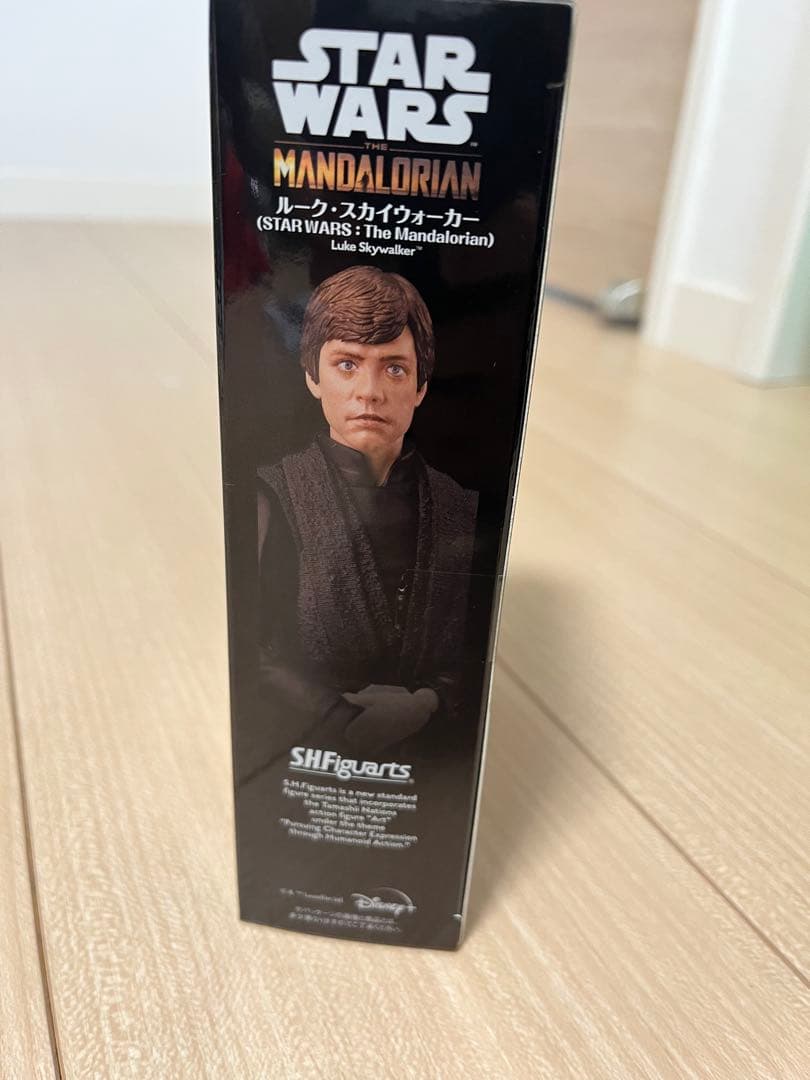 STAR
WARS™
THE
MANDALORIAN
ルーク・スカイウォーカー
(STAR WARS : The Mandalorian)
Luke Skywalker™
S.H.Figuarts
S.H.Figuarts is a new standard
figure series that incorporates
the Tamashii Nations
action figure "Art"
under the theme
"Pursuing Character Expression
through Humanoid Action."
Disney+